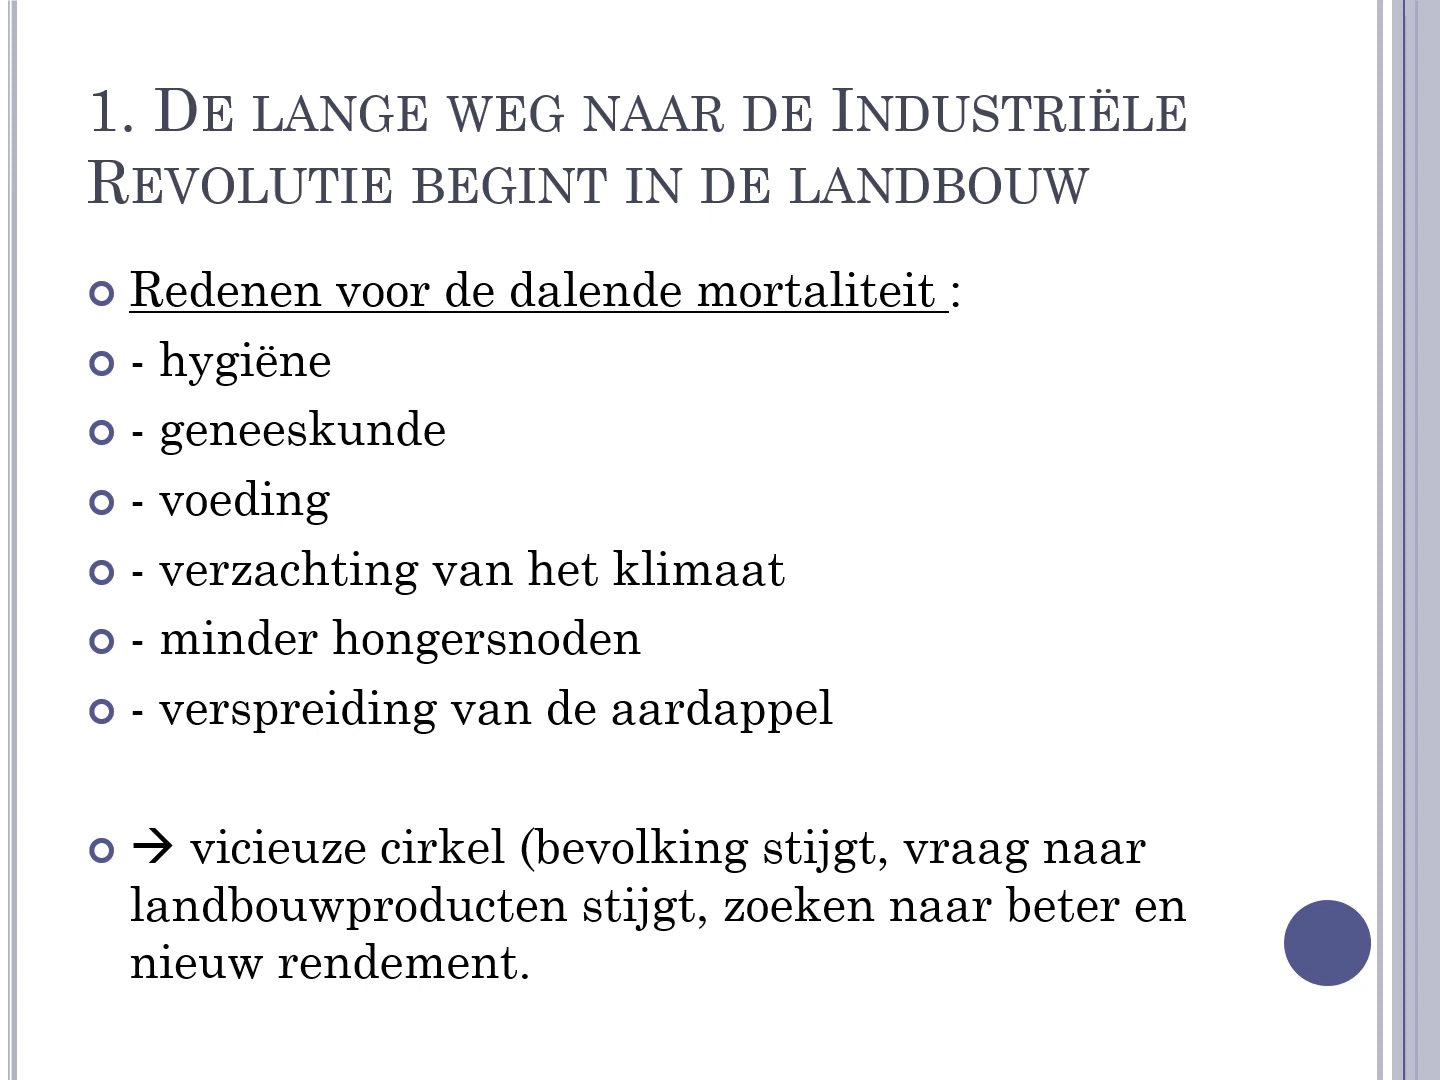 1. De lange weg naar de Industriële
Revolutie begint in de landbouw
Redenen voor de dalende mortaliteit :
- hygiëne
- geneeskunde
- voeding
- verzachting van het klimaat
- minder hongersnoden
- verspreiding van de aardappel
→ vicieuze cirkel (bevolking stijgt, vraag naar
landbouwproducten stijgt, zoeken naar beter en
nieuw rendement.